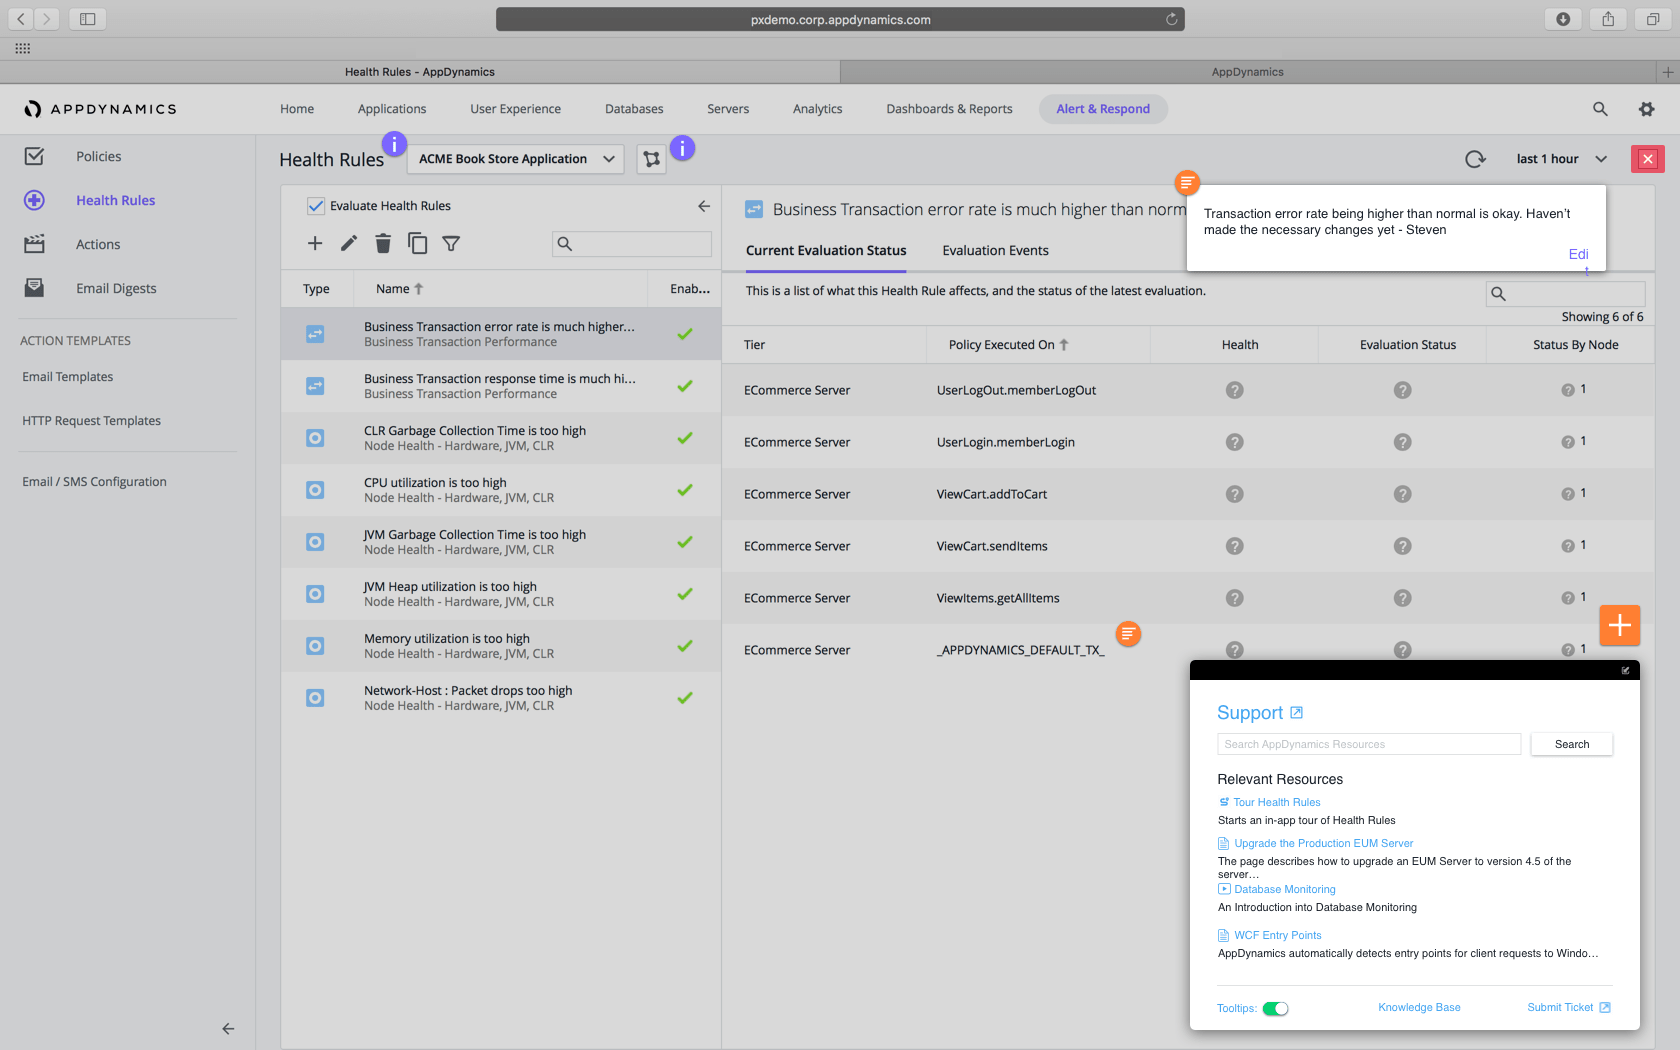 pxdemo.corp.appdynamics.com
Health Rules - AppDynamics
AppDynamics
APPDYNAMICS
Home
Applications
User Experience
Databases
Servers
Analytics
Dashboards & Reports
Alert & Respond
Policies
Health Rules
Actions
Email Digests
ACTION TEMPLATES
Email Templates
HTTP Request Templates
Email / SMS Configuration
Health Rules
i
ACME Book Store Application
i
last 1 hour
Evaluate Health Rules
Type
Name
Enab...
Business Transaction error rate is much higher...
Business Transaction Performance
Business Transaction response time is much hi...
Business Transaction Performance
CLR Garbage Collection Time is too high
Node Health - Hardware, JVM, CLR
CPU utilization is too high
Node Health - Hardware, JVM, CLR
JVM Garbage Collection Time is too high
Node Health - Hardware, JVM, CLR
JVM Heap utilization is too high
Node Health - Hardware, JVM, CLR
Memory utilization is too high
Node Health - Hardware, JVM, CLR
Network-Host : Packet drops too high
Node Health - Hardware, JVM, CLR
Business Transaction error rate is much higher than norm
Transaction error rate being higher than normal is okay. Haven't
made the necessary changes yet - Steven
Edi
t
Current Evaluation Status
Evaluation Events
This is a list of what this Health Rule affects, and the status of the latest evaluation.
Showing 6 of 6
Tier
Policy Executed On
Health
Evaluation Status
Status By Node
ECommerce Server UserLogOut.memberLogOut ? ? ? 1
ECommerce Server UserLogin.memberLogin ? ? ? 1
ECommerce Server ViewCart.addToCart ? ? ? 1
ECommerce Server ViewCart.sendItems ? ? ? 1
ECommerce Server ViewItems.getAllItems ? ? ? 1
ECommerce Server _APPDYNAMICS_DEFAULT_TX_ ? ? ? 1
Support
Search AppDynamics Resources
Search
Relevant Resources
Tour Health Rules
Starts an in-app tour of Health Rules
Upgrade the Production EUM Server
The page describes how to upgrade an EUM Server to version 4.5 of the
server...
Database Monitoring
An Introduction into Database Monitoring
WCF Entry Points
AppDynamics automatically detects entry points for client requests to Windo...
Tooltips:
Knowledge Base
Submit Ticket